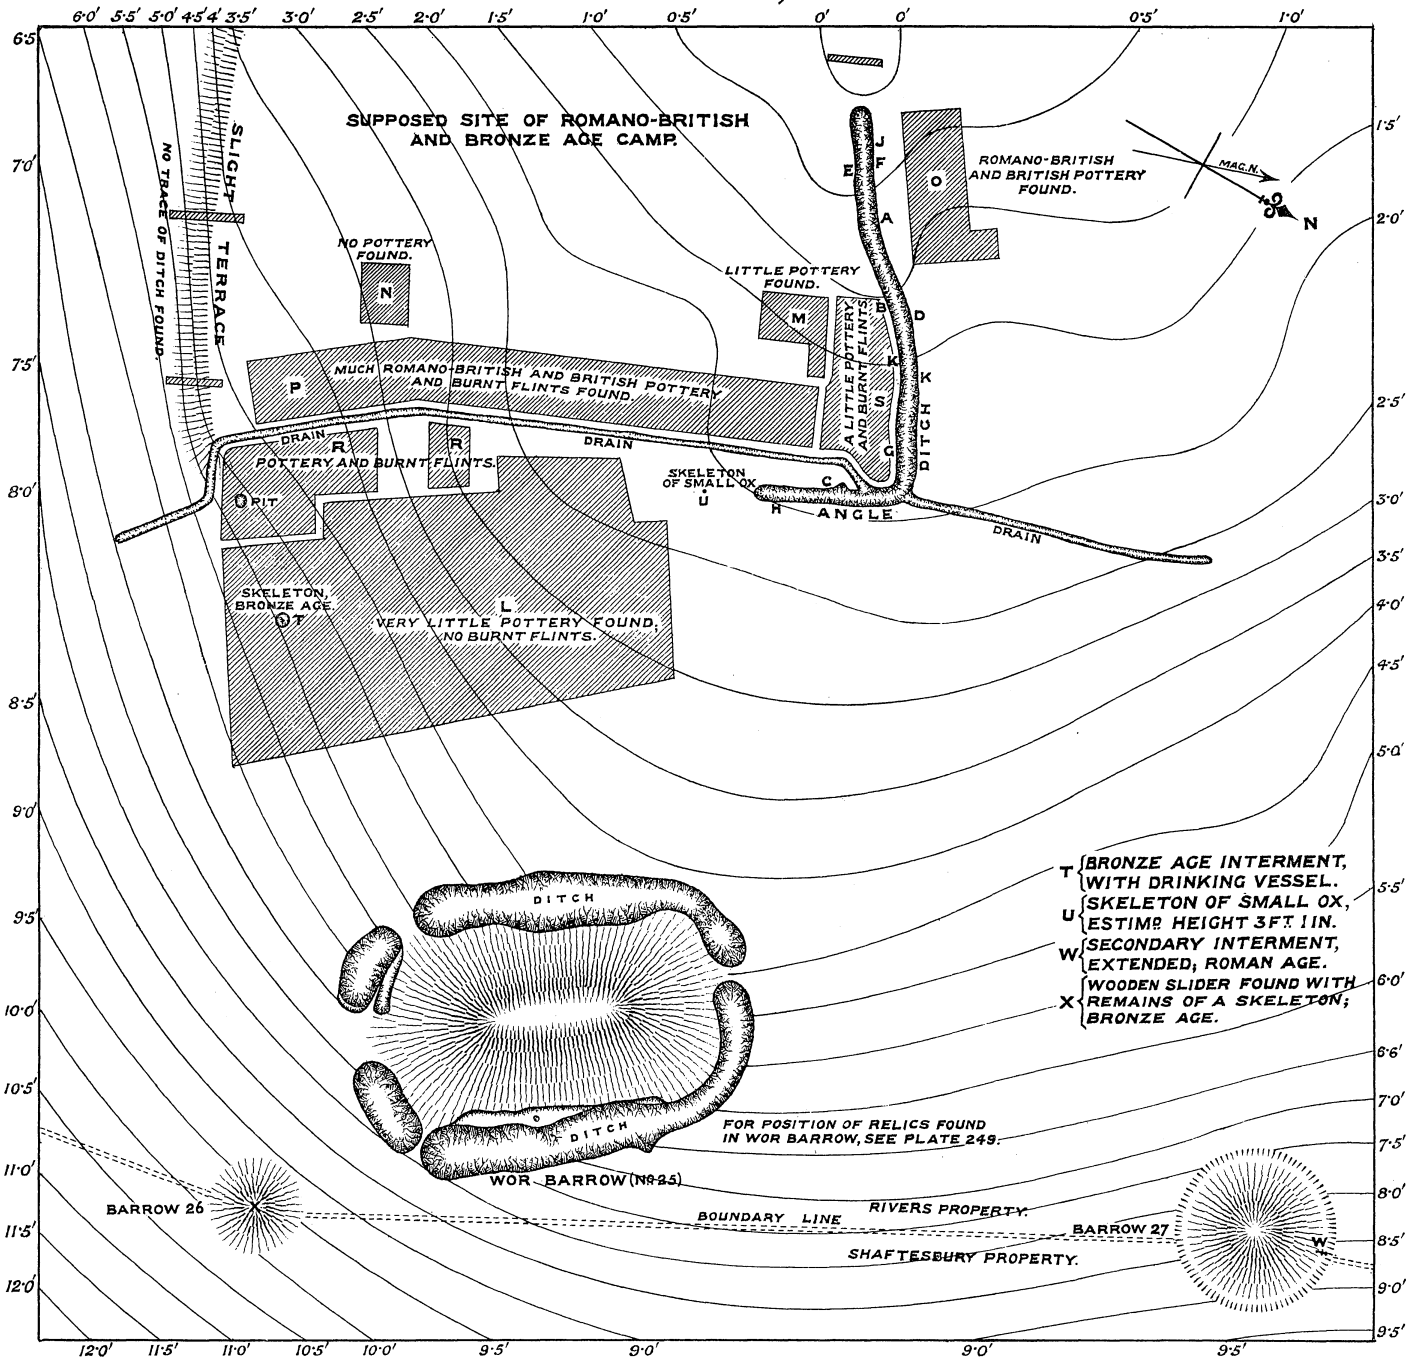 6·0' 5·5' 5·0' 4·5' 4' 3·5' 3·0' 2·5' 2·0' 1·5' 1·0' 0·5' 0' 0' 0·5' 1·0'
6·5'
7·0'
7·5'
8·0'
8·5'
9·0'
9·5'
10·0'
10·5'
11·0'
11·5'
12·0'
SUPPOSED SITE OF ROMANO-BRITISH
AND BRONZE AGE CAMP.
SLIGHT TERRACE
NO TRACE OF DITCH FOUND.
NO POTTERY
FOUND.
N
LITTLE POTTERY
FOUND.
M
J
F
E
A
O
ROMANO-BRITISH
AND BRITISH POTTERY
FOUND.
MAG. N.
N
1·5'
2·0'
2·5'
3·0'
3·5'
4·0'
4·5'
5·0'
5·5'
6·0'
6·6'
7·0'
7·5'
8·0'
8·5'
9·0'
9·5'
P
MUCH ROMANO-BRITISH AND BRITISH POTTERY
AND BURNT FLINTS FOUND.
A LITTLE POTTERY
AND BURNT FLINTS
B
D
K
K
S
G
DITCH
DRAIN
DRAIN
R
R
POTTERY AND BURNT FLINTS.
PIT
SKELETON
OF SMALL OX
U
C
H
ANGLE
DRAIN
SKELETON,
BRONZE AGE.
T
L
VERY LITTLE POTTERY FOUND,
NO BURNT FLINTS.
T { BRONZE AGE INTERMENT,
WITH DRINKING VESSEL.
U { SKELETON OF SMALL OX,
ESTIMD. HEIGHT 3FT. 1IN.
W { SECONDARY INTERMENT,
EXTENDED; ROMAN AGE.
X { WOODEN SLIDER FOUND WITH
REMAINS OF A SKELETON;
BRONZE AGE.
DITCH
DITCH
FOR POSITION OF RELICS FOUND
IN WOR BARROW, SEE PLATE 249.
WOR BARROW (No 25)
BARROW 26
X
BOUNDARY LINE
RIVERS PROPERTY.
SHAFTESBURY PROPERTY.
BARROW 27
W
12·0' 11·5' 11·0' 10·5' 10·0' 9·5' 9·0' 9·0' 9·5'